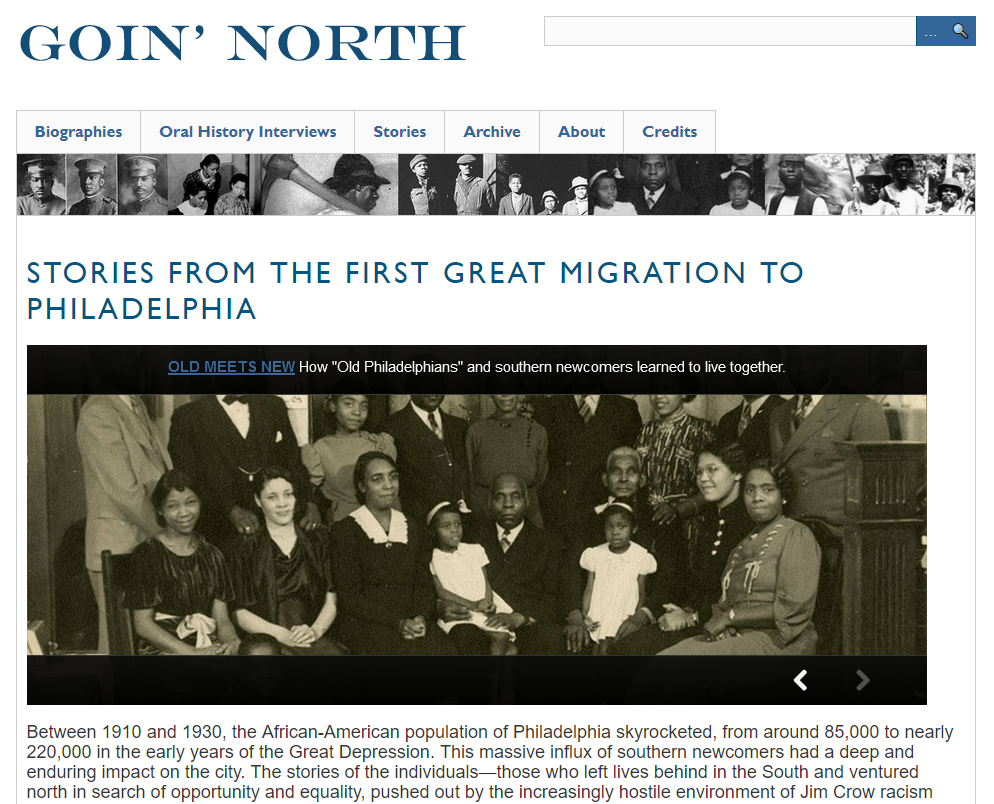 GOIN’ NORTH
...
Biographies
Oral History Interviews
Stories
Archive
About
Credits
STORIES FROM THE FIRST GREAT MIGRATION TO
PHILADELPHIA
OLD MEETS NEW How "Old Philadelphians" and southern newcomers learned to live together.
Between 1910 and 1930, the African-American population of Philadelphia skyrocketed, from around 85,000 to nearly
220,000 in the early years of the Great Depression. This massive influx of southern newcomers had a deep and
enduring impact on the city. The stories of the individuals—those who left lives behind in the South and ventured
north in search of opportunity and equality, pushed out by the increasingly hostile environment of Jim Crow racism